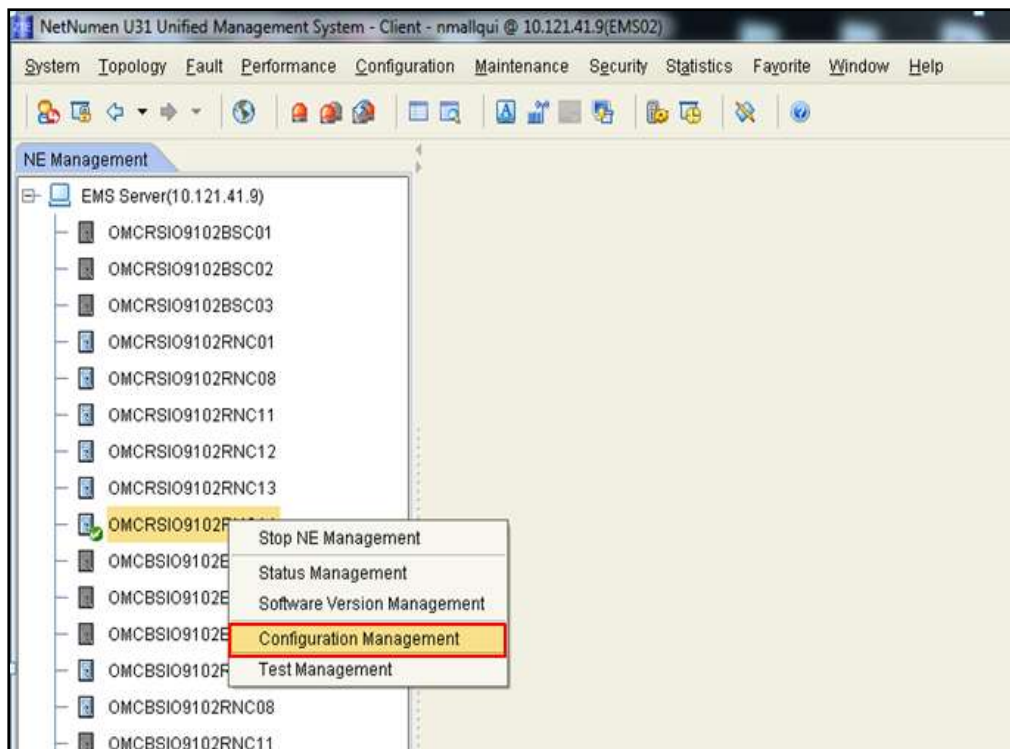 NetNumen U31 Unified Management System - Client - nmallqui @ 10.121.41.9(EMS02)
System Topology Fault Performance Configuration Maintenance Security Statistics Favorite Window Help
NE Management
EMS Server(10.121.41.9)
OMCRSIO9102BSC01
OMCRSIO9102BSC02
OMCRSIO9102BSC03
OMCRSIO9102RNC01
OMCRSIO9102RNC08
OMCRSIO9102RNC11
OMCRSIO9102RNC12
OMCRSIO9102RNC13
Stop NE Management
Status Management
Software Version Management
Configuration Management
Test Management
OMCBSIO9102RNC08
OMCBSIO9102RNC11